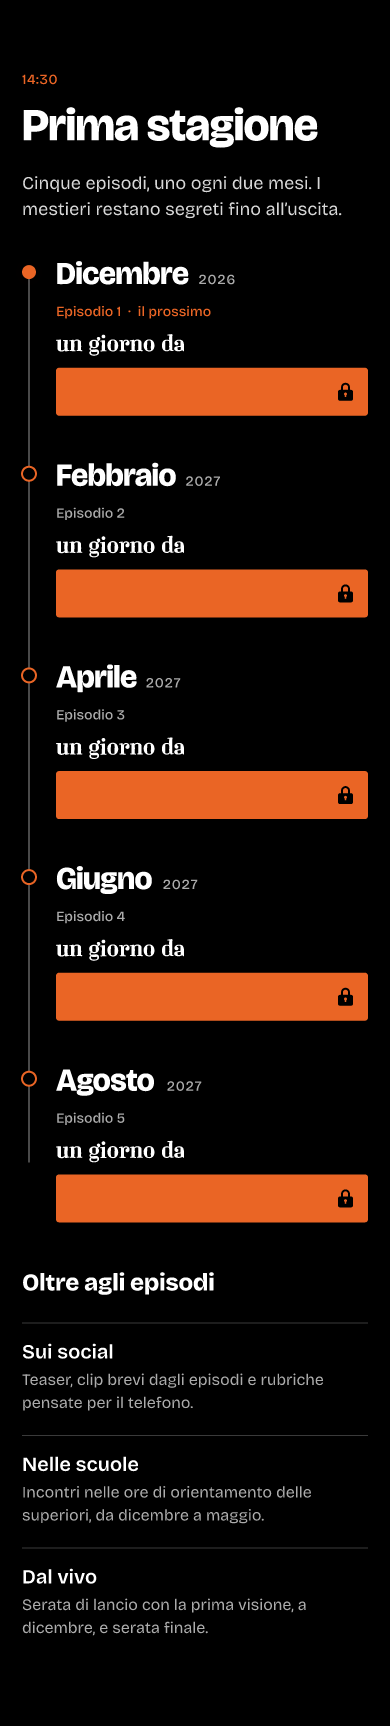 14:30
Prima stagione
Cinque episodi, uno ogni due mesi. I
mestieri restano segreti fino all'uscita.
Dicembre 2026
Episodio 1 · il prossimo
un giorno da
Febbraio 2027
Episodio 2
un giorno da
Aprile 2027
Episodio 3
un giorno da
Giugno 2027
Episodio 4
un giorno da
Agosto 2027
Episodio 5
un giorno da
Oltre agli episodi
Sui social
Teaser, clip brevi dagli episodi e rubriche
pensate per il telefono.
Nelle scuole
Incontri nelle ore di orientamento delle
superiori, da dicembre a maggio.
Dal vivo
Serata di lancio con la prima visione, a
dicembre, e serata finale.